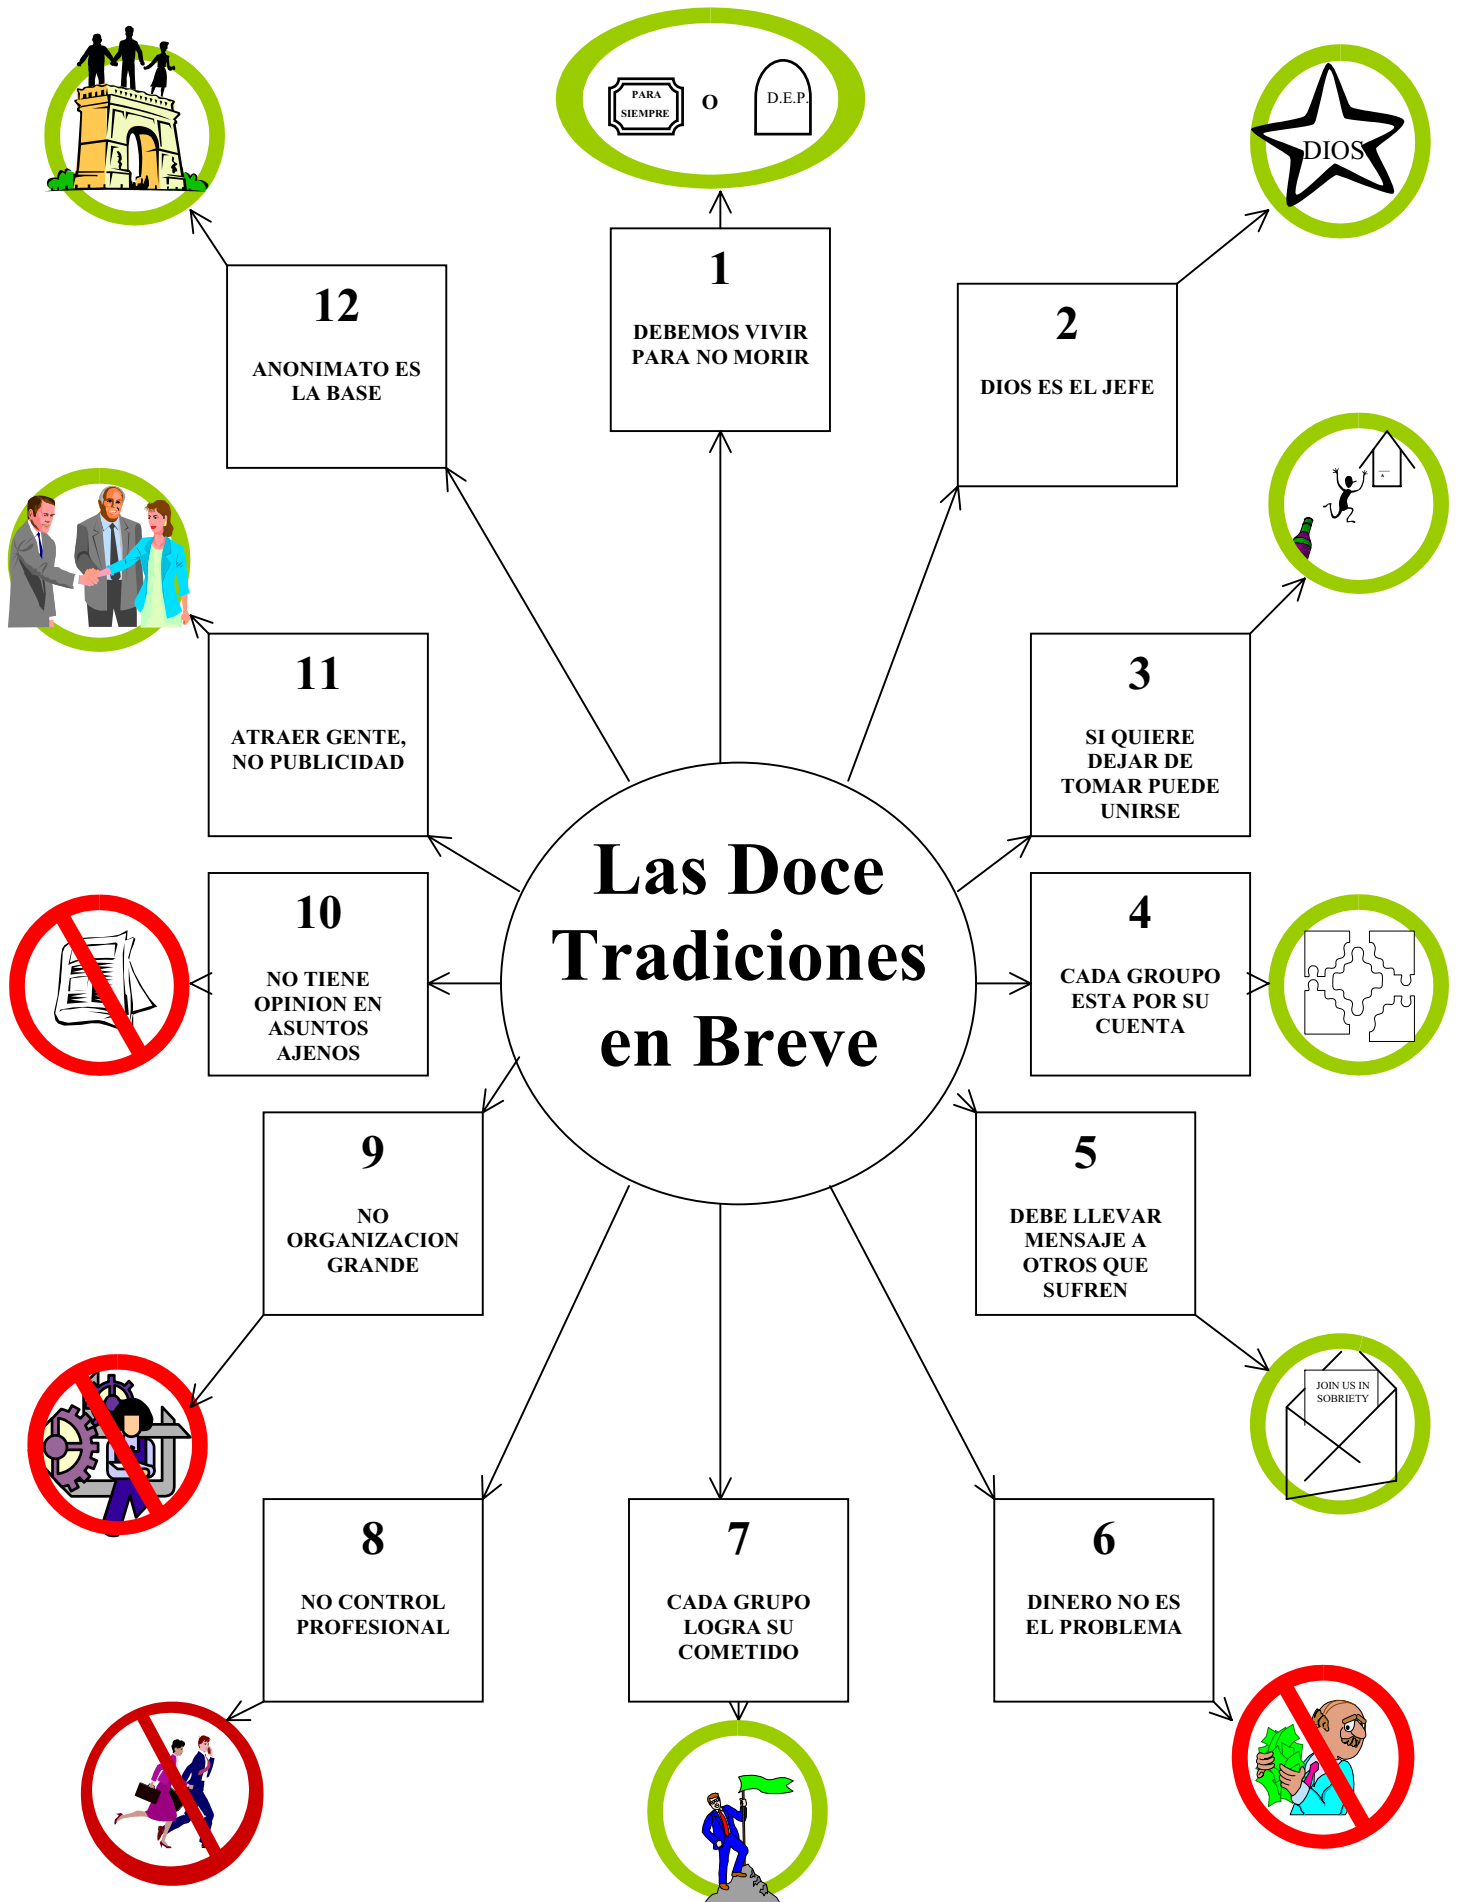 PARA
SIEMPRE
O
D.E.P.
DIOS
1
DEBEMOS VIVIR
PARA NO MORIR
2
DIOS ES EL JEFE
3
SI QUIERE
DEJAR DE
TOMAR PUEDE
UNIRSE
4
CADA GROUPO
ESTA POR SU
CUENTA
5
DEBE LLEVAR
MENSAJE A
OTROS QUE
SUFREN
JOIN US IN
SOBRIETY
6
DINERO NO ES
EL PROBLEMA
7
CADA GRUPO
LOGRA SU
COMETIDO
8
NO CONTROL
PROFESIONAL
9
NO
ORGANIZACION
GRANDE
10
NO TIENE
OPINION EN
ASUNTOS
AJENOS
11
ATRAER GENTE,
NO PUBLICIDAD
12
ANONIMATO ES
LA BASE
Las Doce
Tradiciones
en Breve